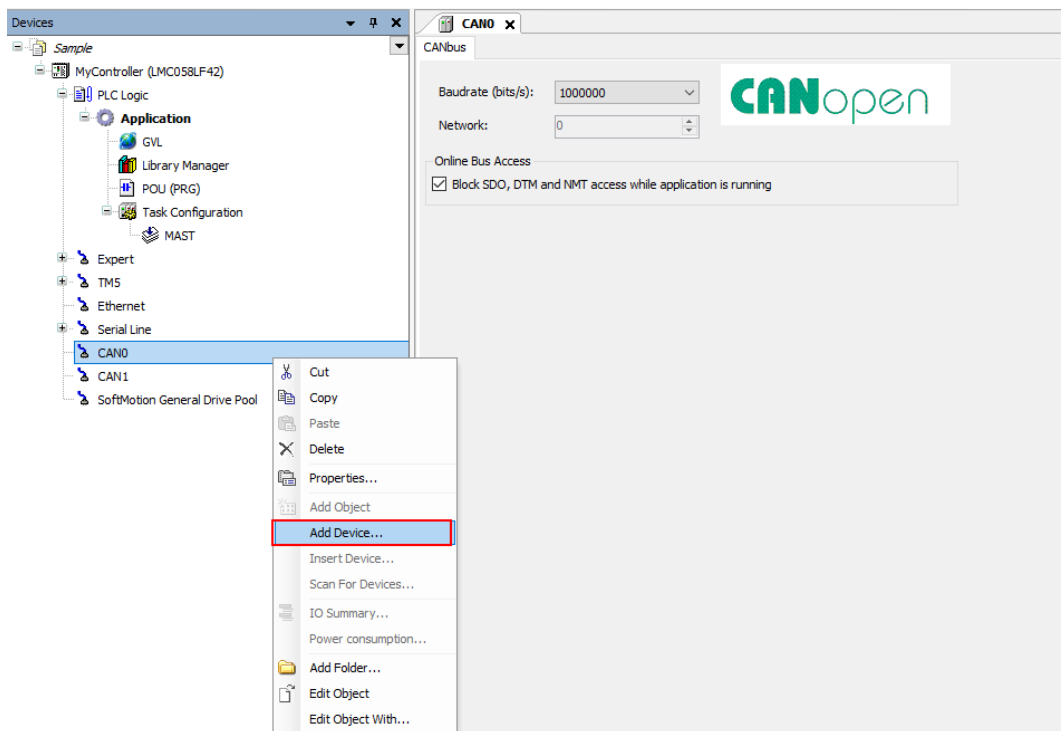 Devices
Sample
MyController (LMC058LF42)
PLC Logic
Application
GVL
Library Manager
POU (PRG)
Task Configuration
MAST
Expert
TM5
Ethernet
Serial Line
CAN0
CAN1
SoftMotion General Drive Pool
Cut
Copy
Paste
Delete
Properties...
Add Object
Add Device...
Insert Device...
Scan For Devices...
IO Summary...
Power consumption...
Add Folder...
Edit Object
Edit Object With...
CAN0
CANbus
Baudrate (bits/s): 1000000
Network: 0
CANopen
Online Bus Access
Block SDO, DTM and NMT access while application is running